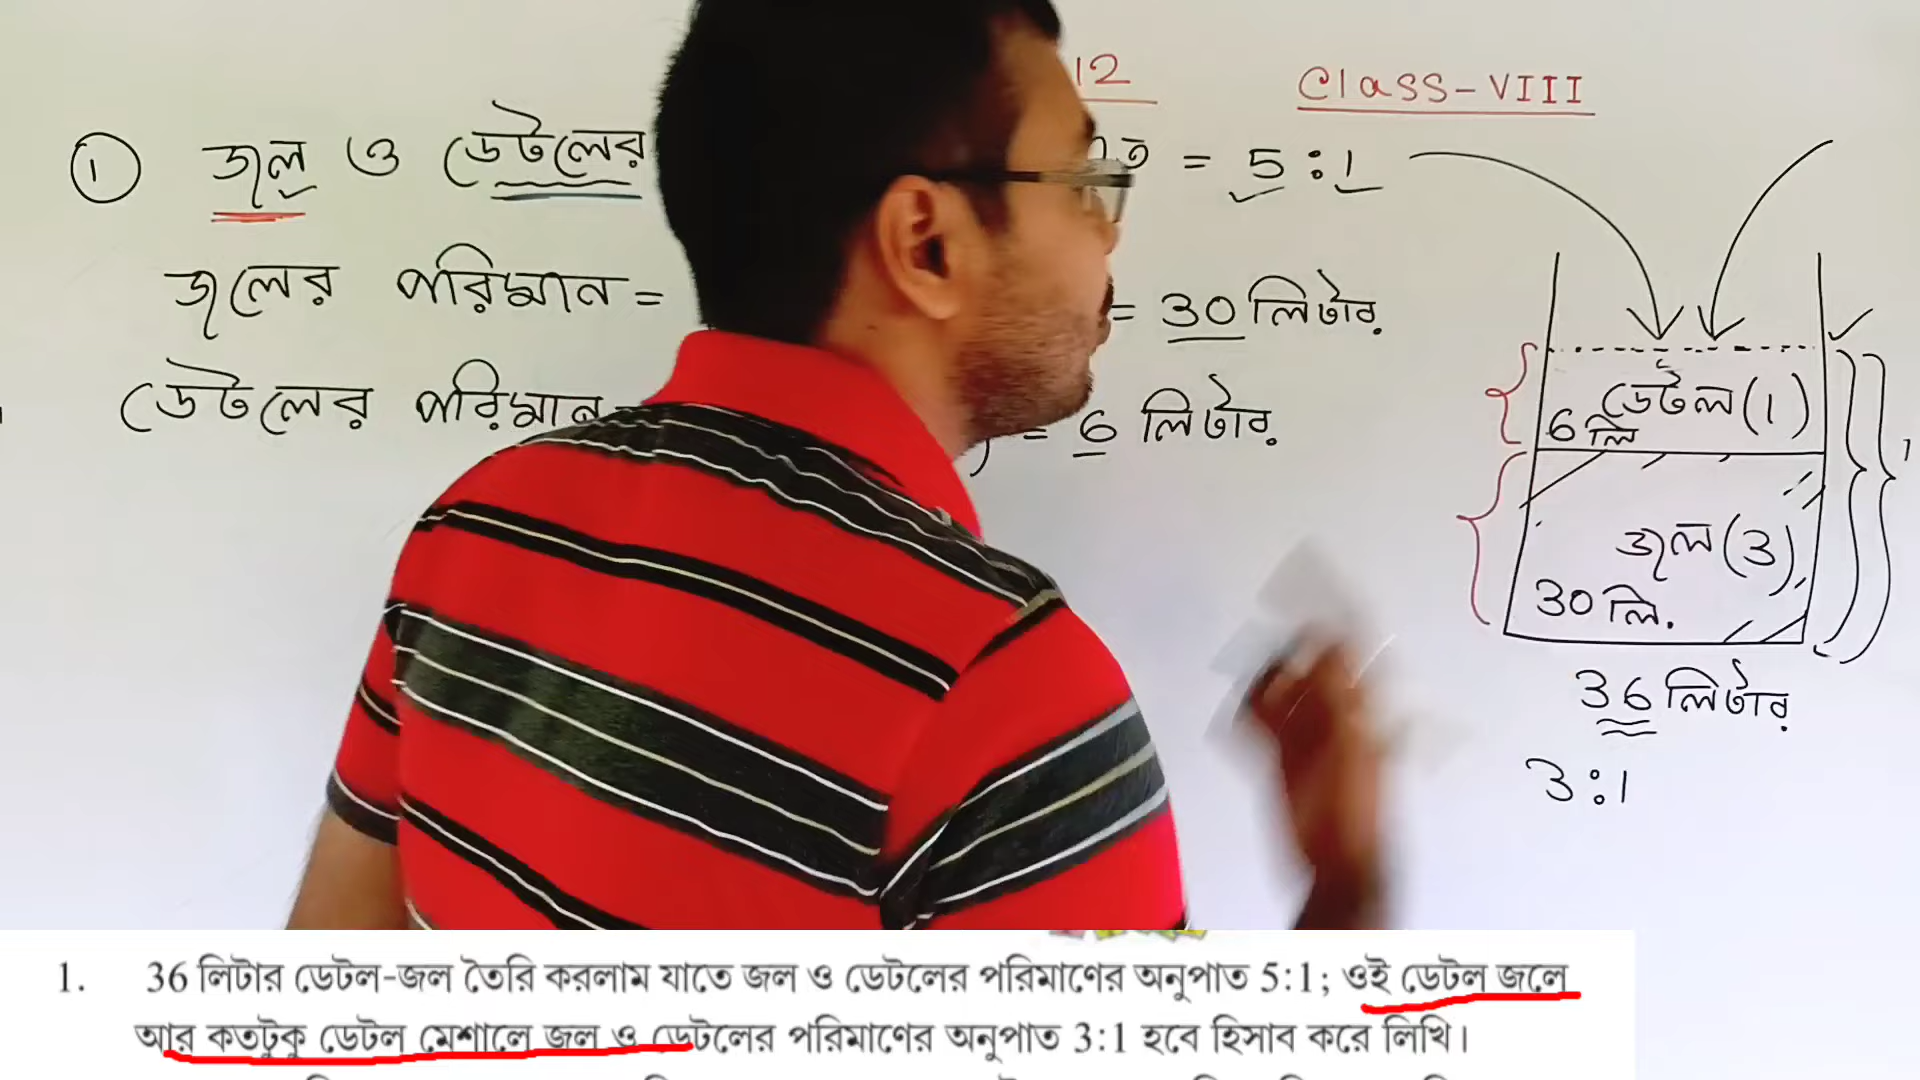 12
Class-VIII
① জল ও ডেটলের = 5:1
জলের পরিমান = = 30 লিটার
ডেটলের পরিমান = 6 লিটার
ডেটল (1)
6 লি
জল (3)
30 লি.
36 লিটার
3:1
1. 36 লিটার ডেটল-জল তৈরি করলাম যাতে জল ও ডেটলের পরিমাণের অনুপাত 5:1; ওই ডেটল জলে
আর কতটুকু ডেটল মেশালে জল ও ডেটলের পরিমাণের অনুপাত 3:1 হবে হিসাব করে লিখি।